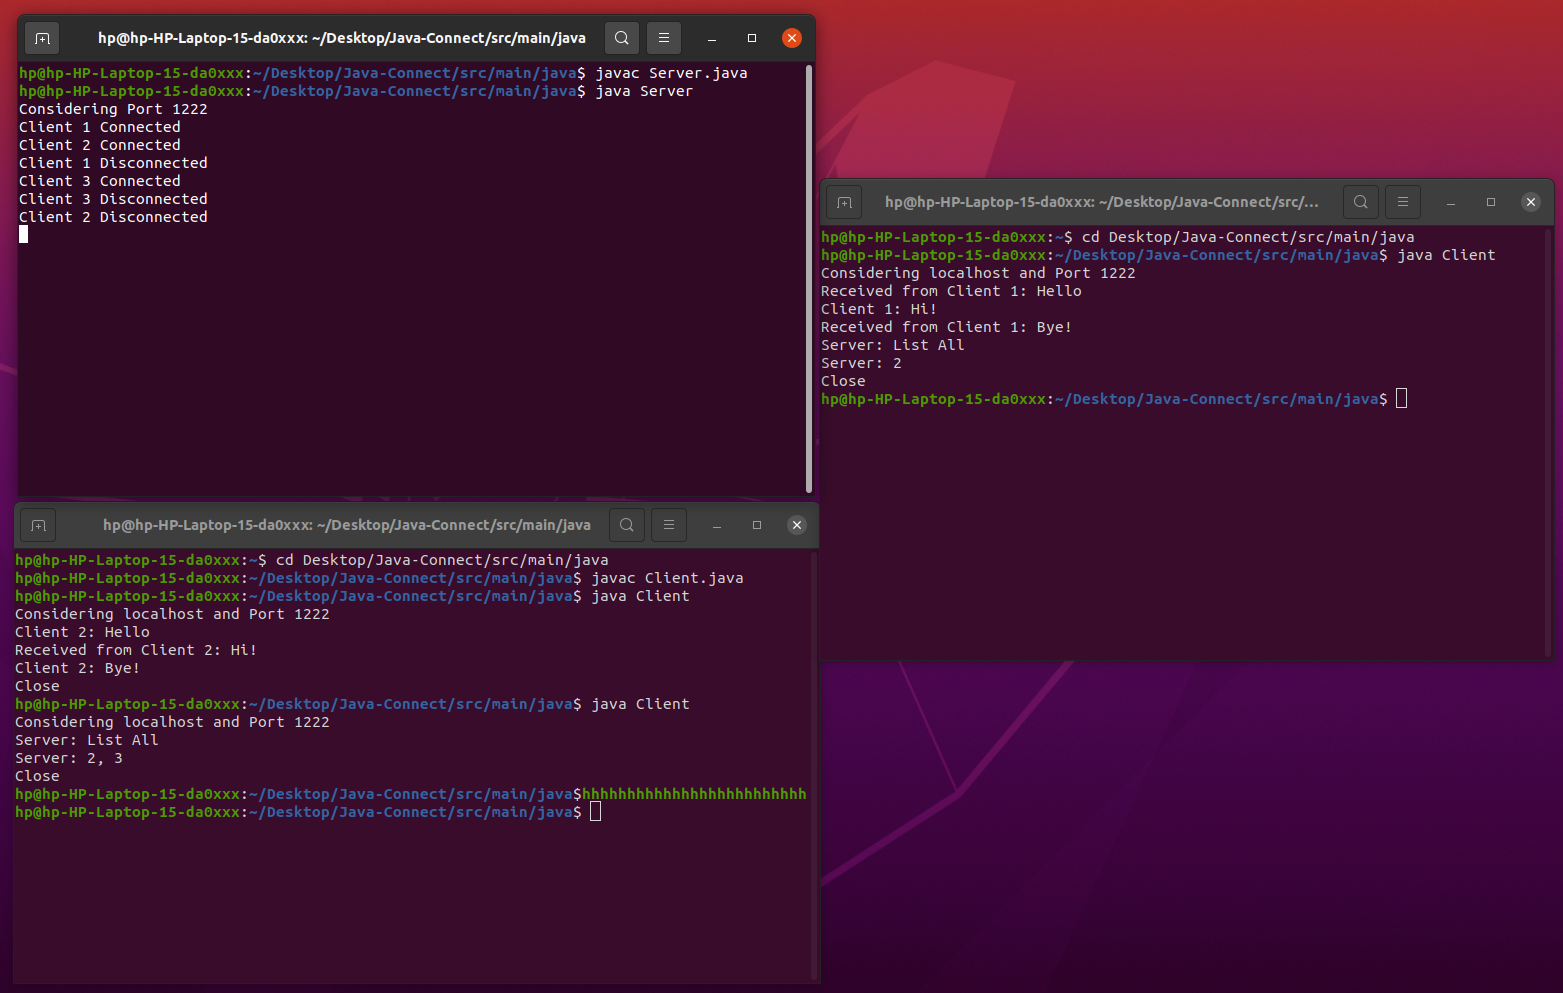 hp@hp-HP-Laptop-15-da0xxx: ~/Desktop/Java-Connect/src/main/java
hp@hp-HP-Laptop-15-da0xxx:~/Desktop/Java-Connect/src/main/java$ javac Server.java
hp@hp-HP-Laptop-15-da0xxx:~/Desktop/Java-Connect/src/main/java$ java Server
Considering Port 1222
Client 1 Connected
Client 2 Connected
Client 1 Disconnected
Client 3 Connected
Client 3 Disconnected
Client 2 Disconnected
hp@hp-HP-Laptop-15-da0xxx: ~/Desktop/Java-Connect/src/...
hp@hp-HP-Laptop-15-da0xxx:~$ cd Desktop/Java-Connect/src/main/java
hp@hp-HP-Laptop-15-da0xxx:~/Desktop/Java-Connect/src/main/java$ java Client
Considering localhost and Port 1222
Received from Client 1: Hello
Client 1: Hi!
Received from Client 1: Bye!
Server: List All
Server: 2
Close
hp@hp-HP-Laptop-15-da0xxx:~/Desktop/Java-Connect/src/main/java$
hp@hp-HP-Laptop-15-da0xxx: ~/Desktop/Java-Connect/src/main/java
hp@hp-HP-Laptop-15-da0xxx:~$ cd Desktop/Java-Connect/src/main/java
hp@hp-HP-Laptop-15-da0xxx:~/Desktop/Java-Connect/src/main/java$ javac Client.java
hp@hp-HP-Laptop-15-da0xxx:~/Desktop/Java-Connect/src/main/java$ java Client
Considering localhost and Port 1222
Client 2: Hello
Received from Client 2: Hi!
Client 2: Bye!
Close
hp@hp-HP-Laptop-15-da0xxx:~/Desktop/Java-Connect/src/main/java$ java Client
Considering localhost and Port 1222
Server: List All
Server: 2, 3
Close
hp@hp-HP-Laptop-15-da0xxx:~/Desktop/Java-Connect/src/main/java$hhhhhhhhhhhhhhhhhhhhhhhhh
hp@hp-HP-Laptop-15-da0xxx:~/Desktop/Java-Connect/src/main/java$